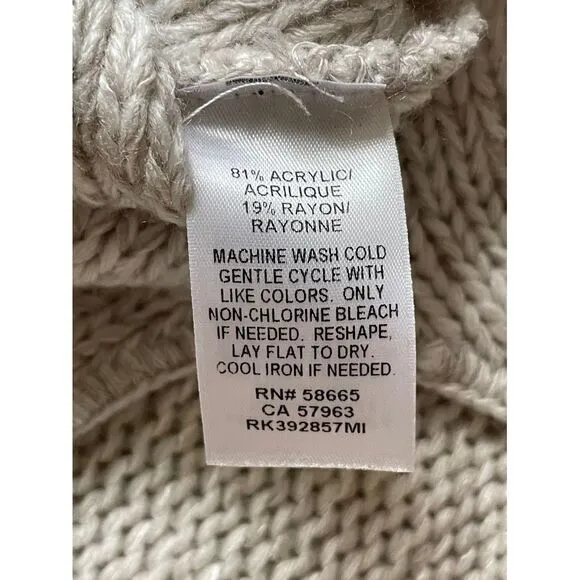 81% ACRYLIC/
ACRILIQUE
19% RAYON/
RAYONNE
MACHINE WASH COLD
GENTLE CYCLE WITH
LIKE COLORS. ONLY
NON-CHLORINE BLEACH
IF NEEDED. RESHAPE,
LAY FLAT TO DRY.
COOL IRON IF NEEDED.
RN# 58665
CA 57963
RK392857MI